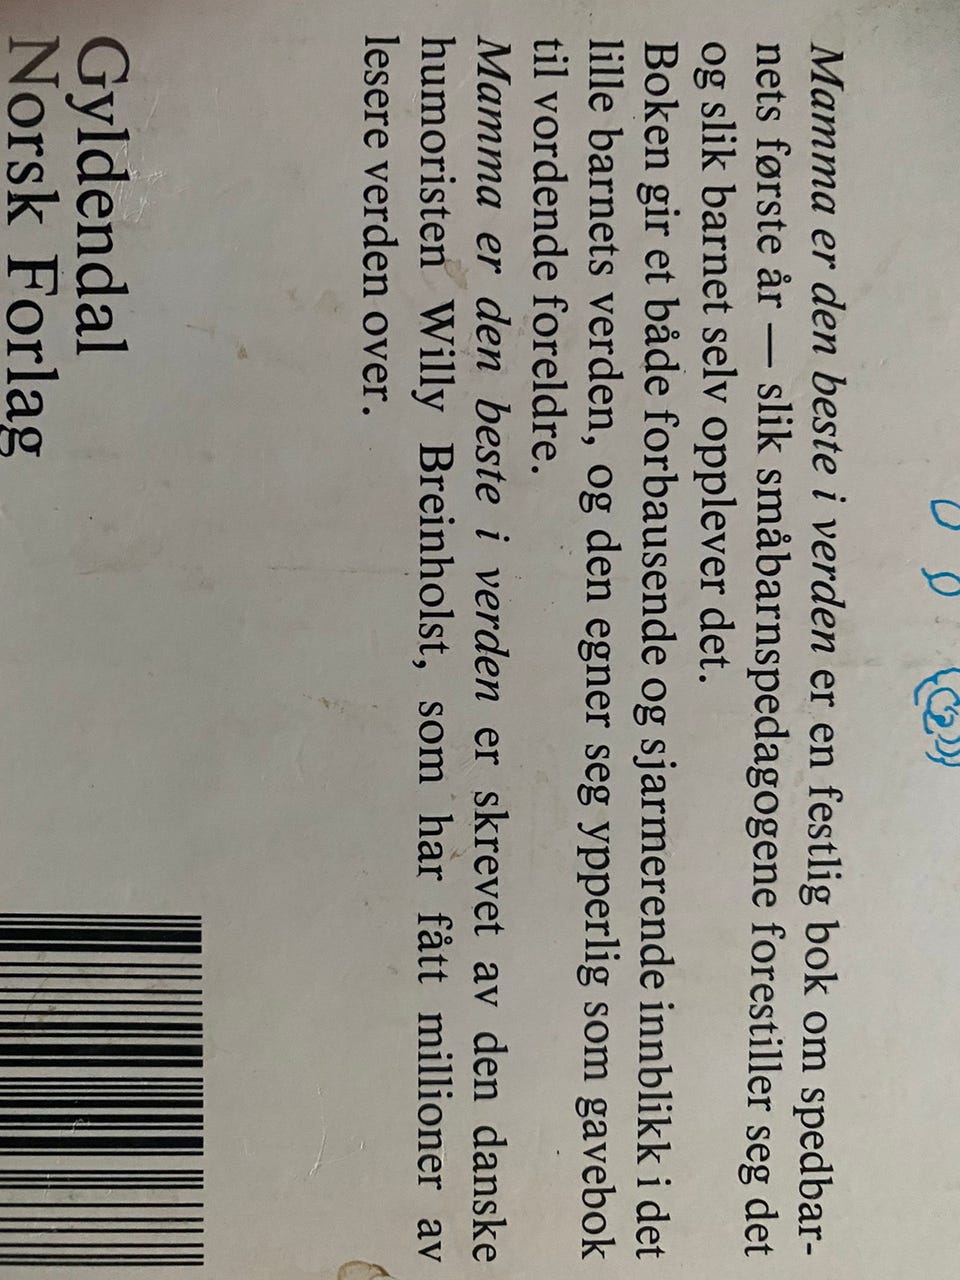 Mamma er den beste i verden er en festlig bok om spedbar-
nets første år — slik småbarnspedagogene forestiller seg det
og slik barnet selv opplever det.
Boken gir et både forbausende og sjarmerende innblikk i det
lille barnets verden, og den egner seg ypperlig som gavebok
til vordende foreldre.
Mamma er den beste i verden er skrevet av den danske
humoristen Willy Breinholst, som har fått millioner av
lesere verden over.
Gyldendal
Norsk Forlag